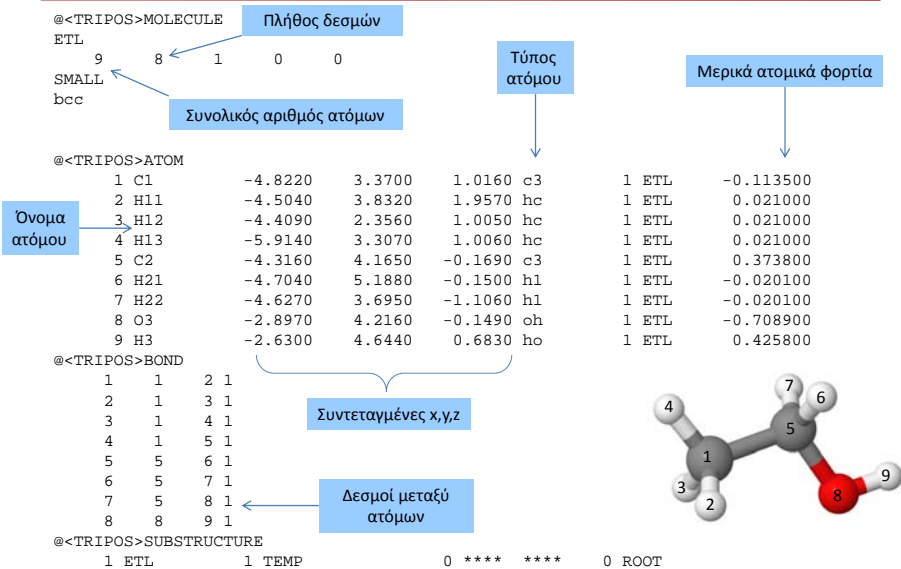 @<TRIPOS>MOLECULE
Πλήθος δεσμών
ETL
9 8 1 0 0
SMALL
bcc
Συνολικός αριθμός ατόμων
Τύπος
ατόμου
Μερικά ατομικά φορτία
@<TRIPOS>ATOM
1 C1 -4.8220 3.3700 1.0160 c3 1 ETL -0.113500
2 H11 -4.5040 3.8320 1.9570 hc 1 ETL 0.021000
3 H12 -4.4090 2.3560 1.0050 hc 1 ETL 0.021000
4 H13 -5.9140 3.3070 1.0060 hc 1 ETL 0.021000
5 C2 -4.3160 4.1650 -0.1690 c3 1 ETL 0.373800
6 H21 -4.7040 5.1880 -0.1500 h1 1 ETL -0.020100
7 H22 -4.6270 3.6950 -1.1060 h1 1 ETL -0.020100
8 O3 -2.8970 4.2160 -0.1490 oh 1 ETL -0.708900
9 H3 -2.6300 4.6440 0.6830 ho 1 ETL 0.425800
Όνομα
ατόμου
@<TRIPOS>BOND
1 1 2 1
2 1 3 1
3 1 4 1
4 1 5 1
5 5 6 1
6 5 7 1
7 5 8 1
8 8 9 1
Συντεταγμένες x,y,z
Δεσμοί μεταξύ
ατόμων
@<TRIPOS>SUBSTRUCTURE
1 ETL 1 TEMP 0 **** **** 0 ROOT
7
6
4
5
1
9
3
2
8